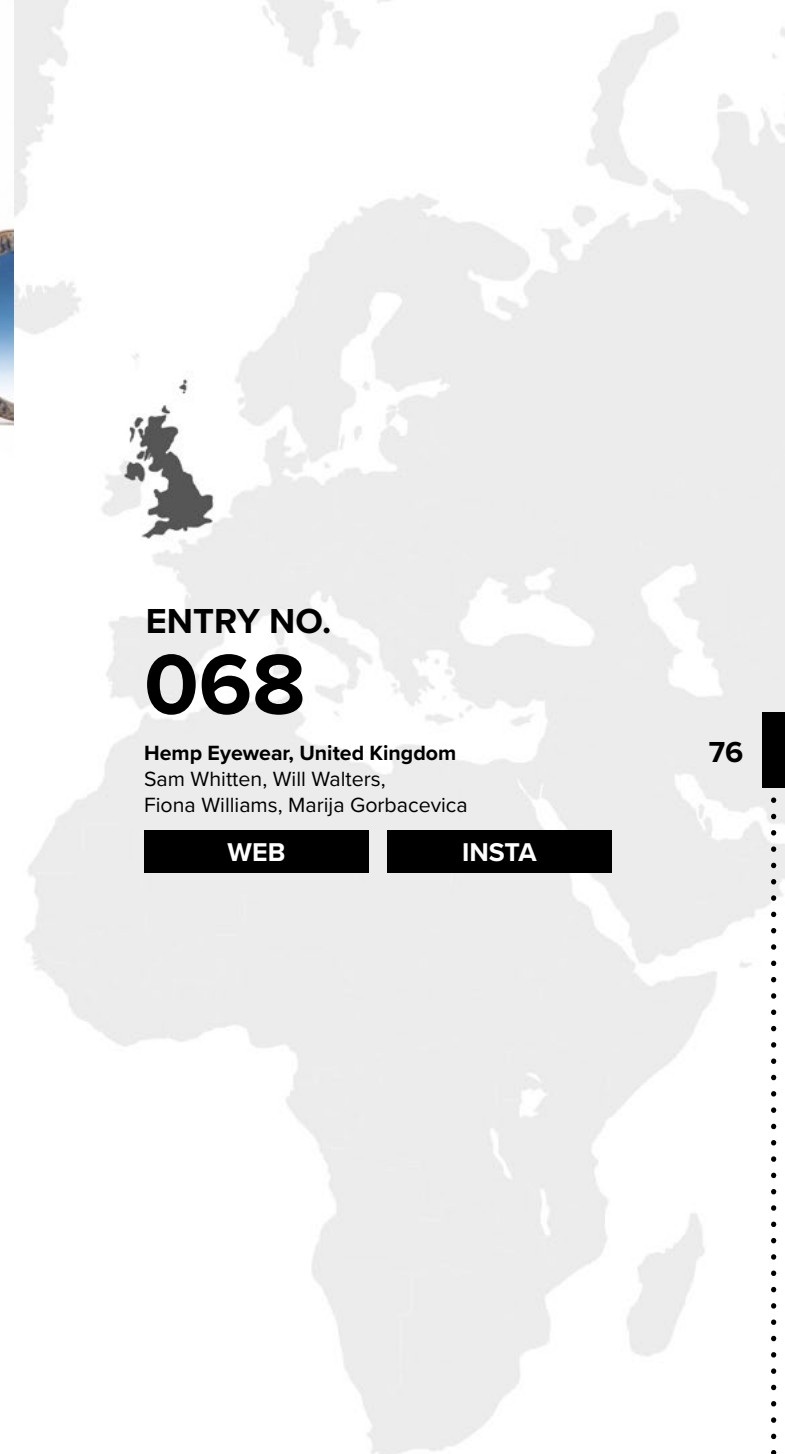 ENTRY NO.
068
Hemp Eyewear, United Kingdom
Sam Whitten, Will Walters,
Fiona Williams, Marija Gorbacevica
WEB INSTA
76